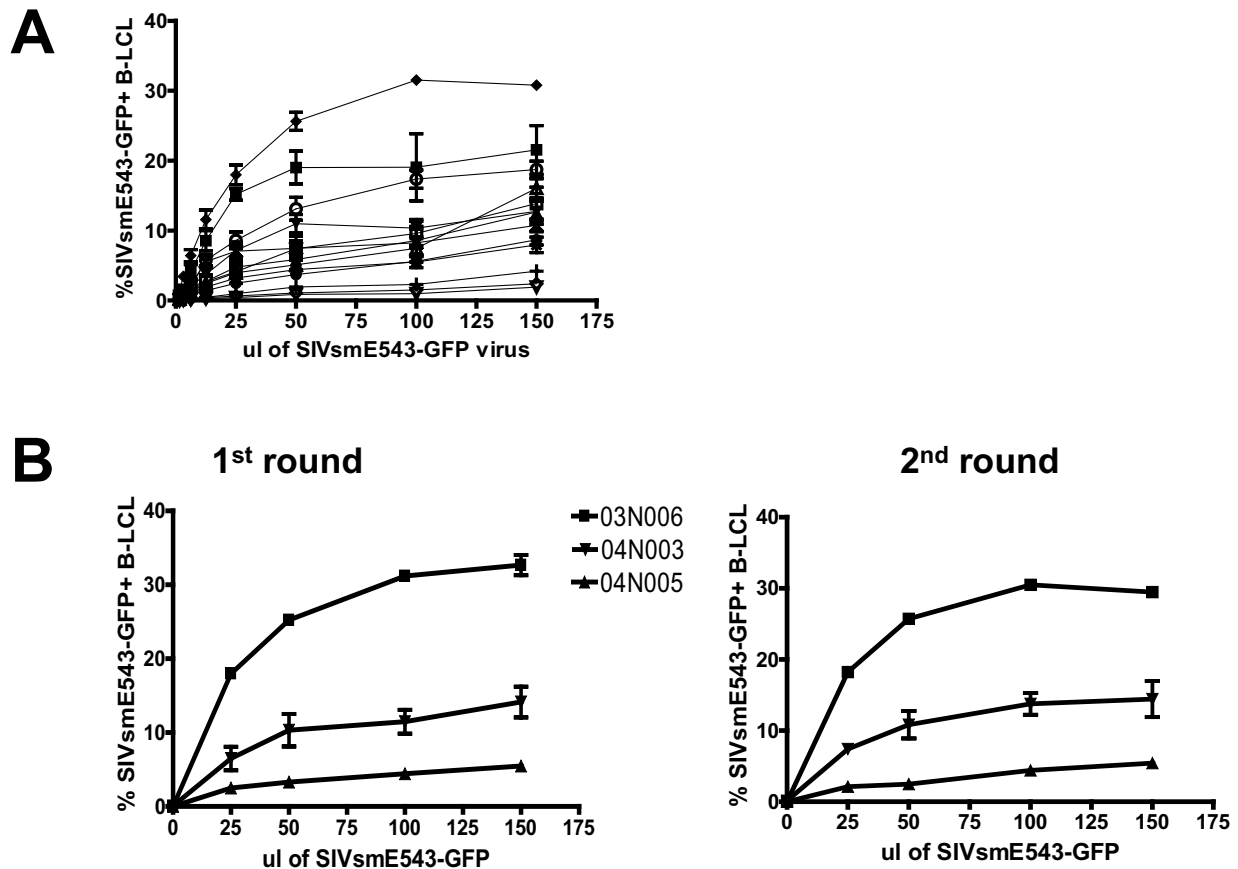 A
%SIVsmE543-GFP+ B-LCL
40
30
20
10
0
0 25 50 75 100 125 150 175
ul of SIVsmE543-GFP virus
B
1st round
% SIVsmE543-GFP+ B-LCL
40
30
20
10
0
0 25 50 75 100 125 150 175
ul of SIVsmE543-GFP
03N006
04N003
04N005
2nd round
% SIVsmE543-GFP+ B-LCL
40
30
20
10
0
0 25 50 75 100 125 150 175
ul of SIVsmE543-GFP